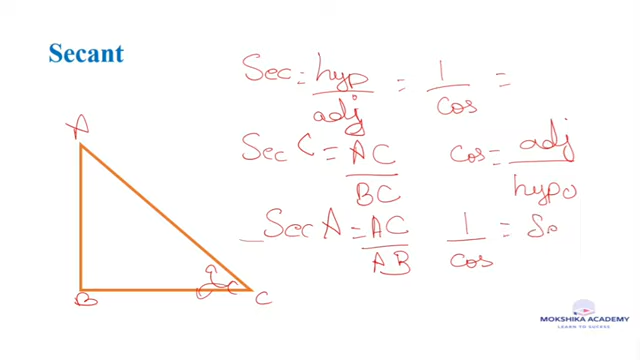 Secant
Sec = hyp/adj = 1/cos =
Sec C = AC/BC cos = adj/hypo
Sec A = AC/AB 1/cos = Se
A
B
C
MOKSHIKA ACADEMY
LEARN TO SUCCESS